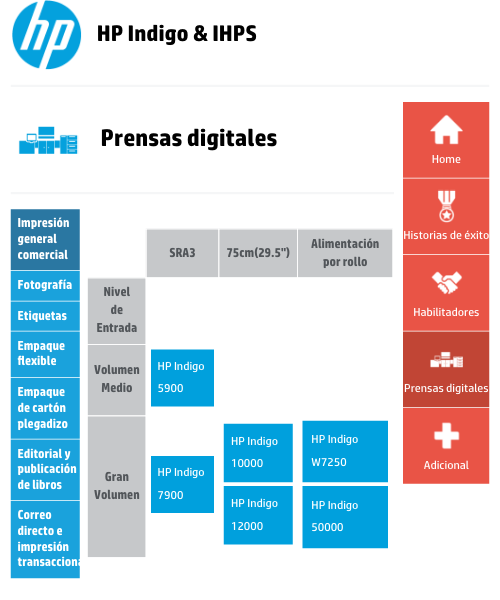 hp
HP Indigo & IHPS
Prensas digitales
Home
Historias de éxito
Habilitadores
Prensas digitales
Adicional
Impresión
general
comercial
Fotografía
Etiquetas
Empaque
flexible
Empaque
de cartón
plegadizo
Editorial y
publicación
de libros
Correo
directo e
impresión
transacciona
SRA3
75cm(29.5")
Alimentación
por rollo
Nivel
de
Entrada
Volumen
Medio
HP Indigo
5900
Gran
Volumen
HP Indigo
7900
HP Indigo
10000
HP Indigo
12000
HP Indigo
W7250
HP Indigo
50000